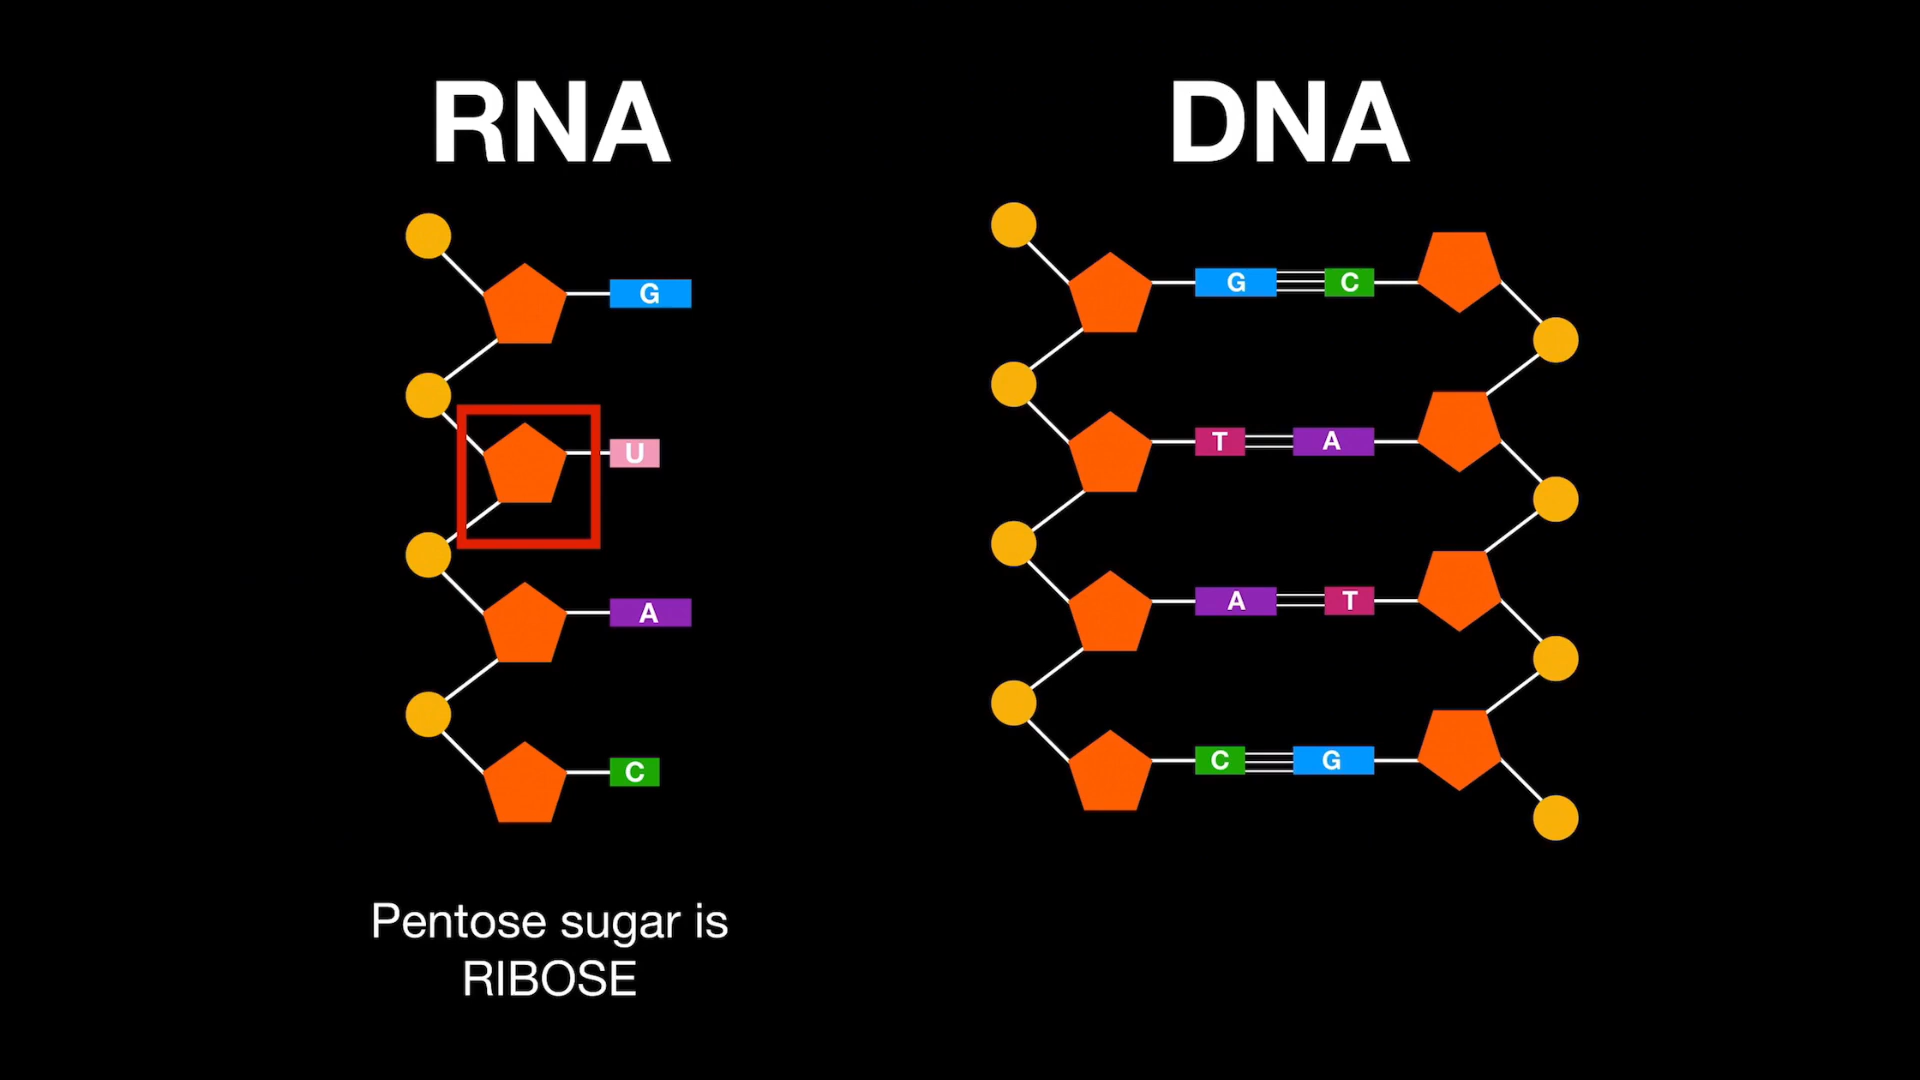 RNA
DNA
G
U
A
C
G C
T A
A T
C G
Pentose sugar is
RIBOSE